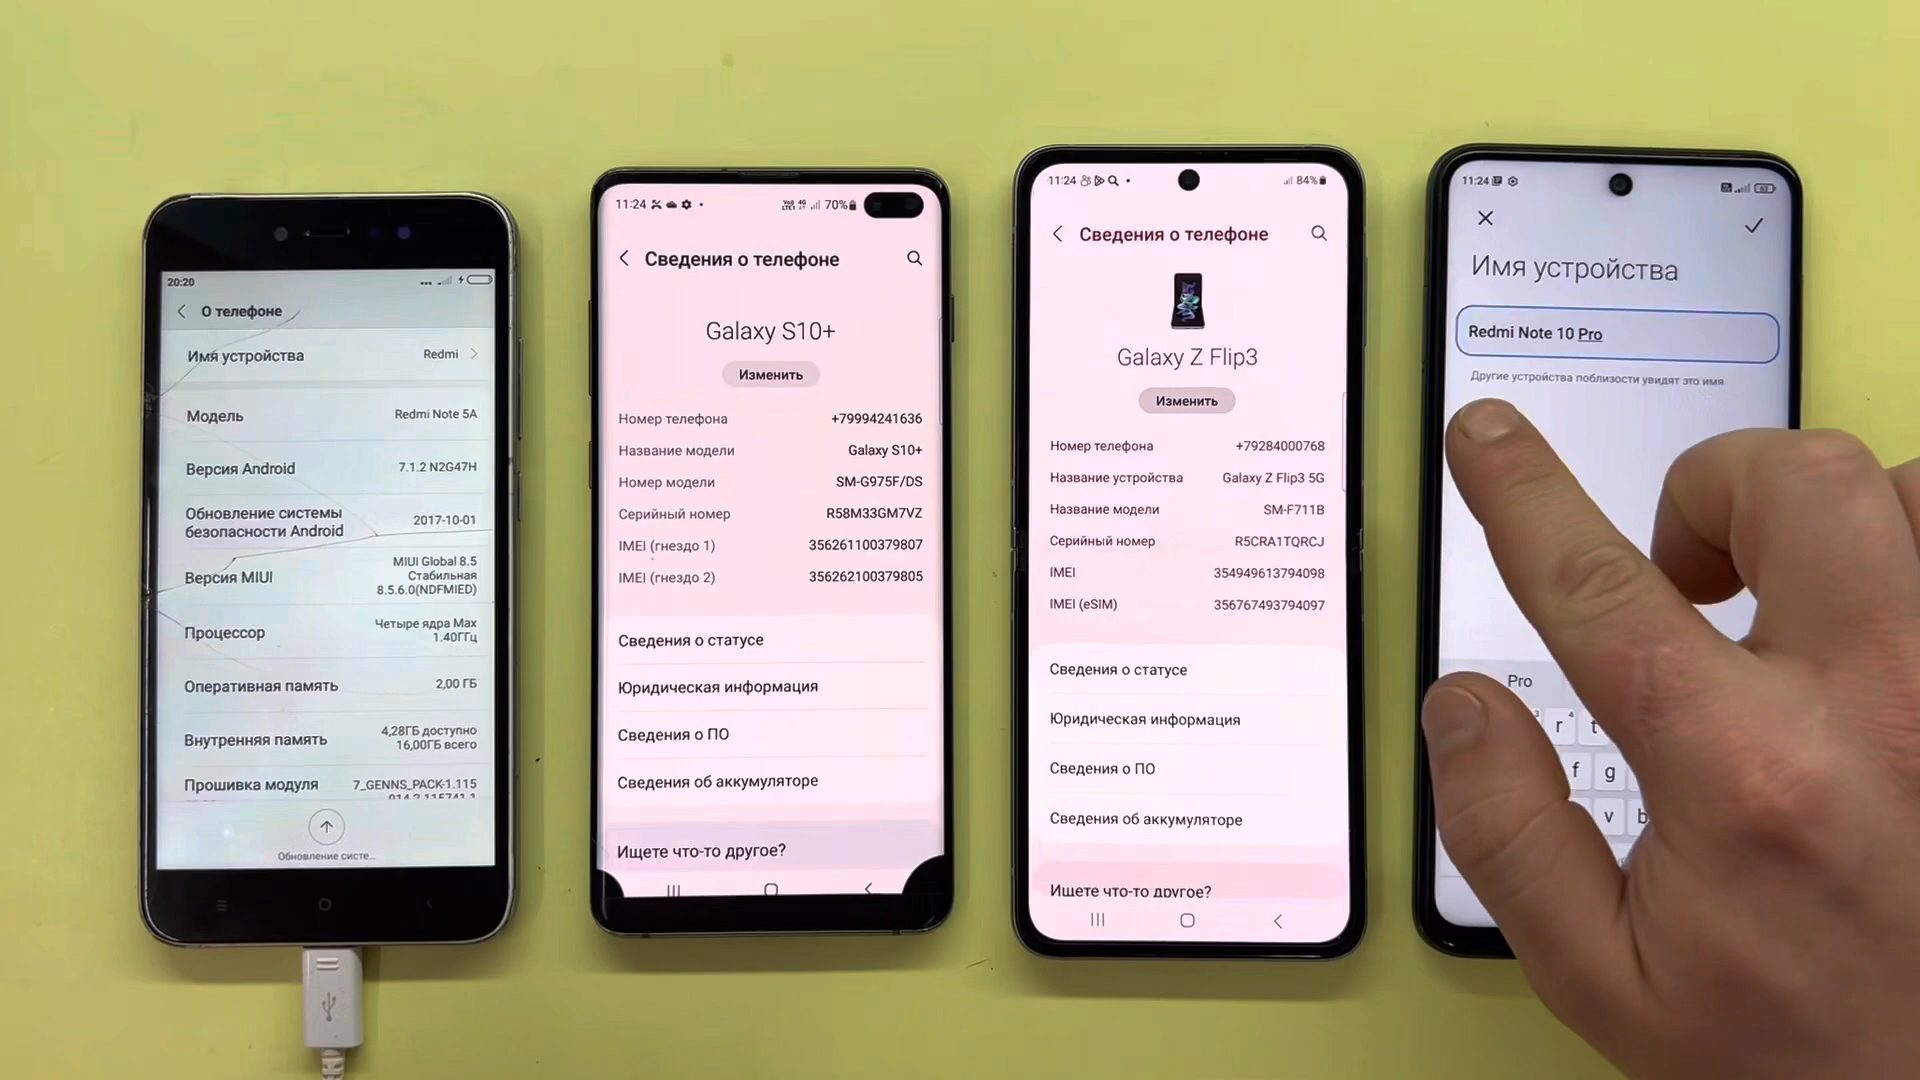 20:20
О телефоне
Имя устройства Redmi
Модель Redmi Note 5A
Версия Android 7.1.2 N2G47H
Обновление системы
безопасности Android 2017-10-01
Версия MIUI MIUI Global 8.5
Стабильная
8.5.6.0(NDFMIED)
Процессор Четыре ядра Max
1.40ГГц
Оперативная память 2,00 ГБ
Внутренняя память 4,28ГБ доступно
16,00ГБ всего
Прошивка модуля 7_GENNS_PACK-1.115
Обновление систе...
11:24 70%
Сведения о телефоне
Galaxy S10+
Изменить
Номер телефона +79994241636
Название модели Galaxy S10+
Номер модели SM-G975F/DS
Серийный номер R58M33GM7VZ
IMEI (гнездо 1) 356261100379807
IMEI (гнездо 2) 356262100379805
Сведения о статусе
Юридическая информация
Сведения о ПО
Сведения об аккумуляторе
Ищете что-то другое?
11:24 84%
Сведения о телефоне
Galaxy Z Flip3
Изменить
Номер телефона +79284000768
Название устройства Galaxy Z Flip3 5G
Название модели SM-F711B
Серийный номер R5CRA1TQRCJ
IMEI 354949613794098
IMEI (eSIM) 356767493794097
Сведения о статусе
Юридическая информация
Сведения о ПО
Сведения об аккумуляторе
Ищете что-то другое?
11:24
Имя устройства
Redmi Note 10 Pro
Другие устройства поблизости увидят это имя
Pro
r t
f g
v b